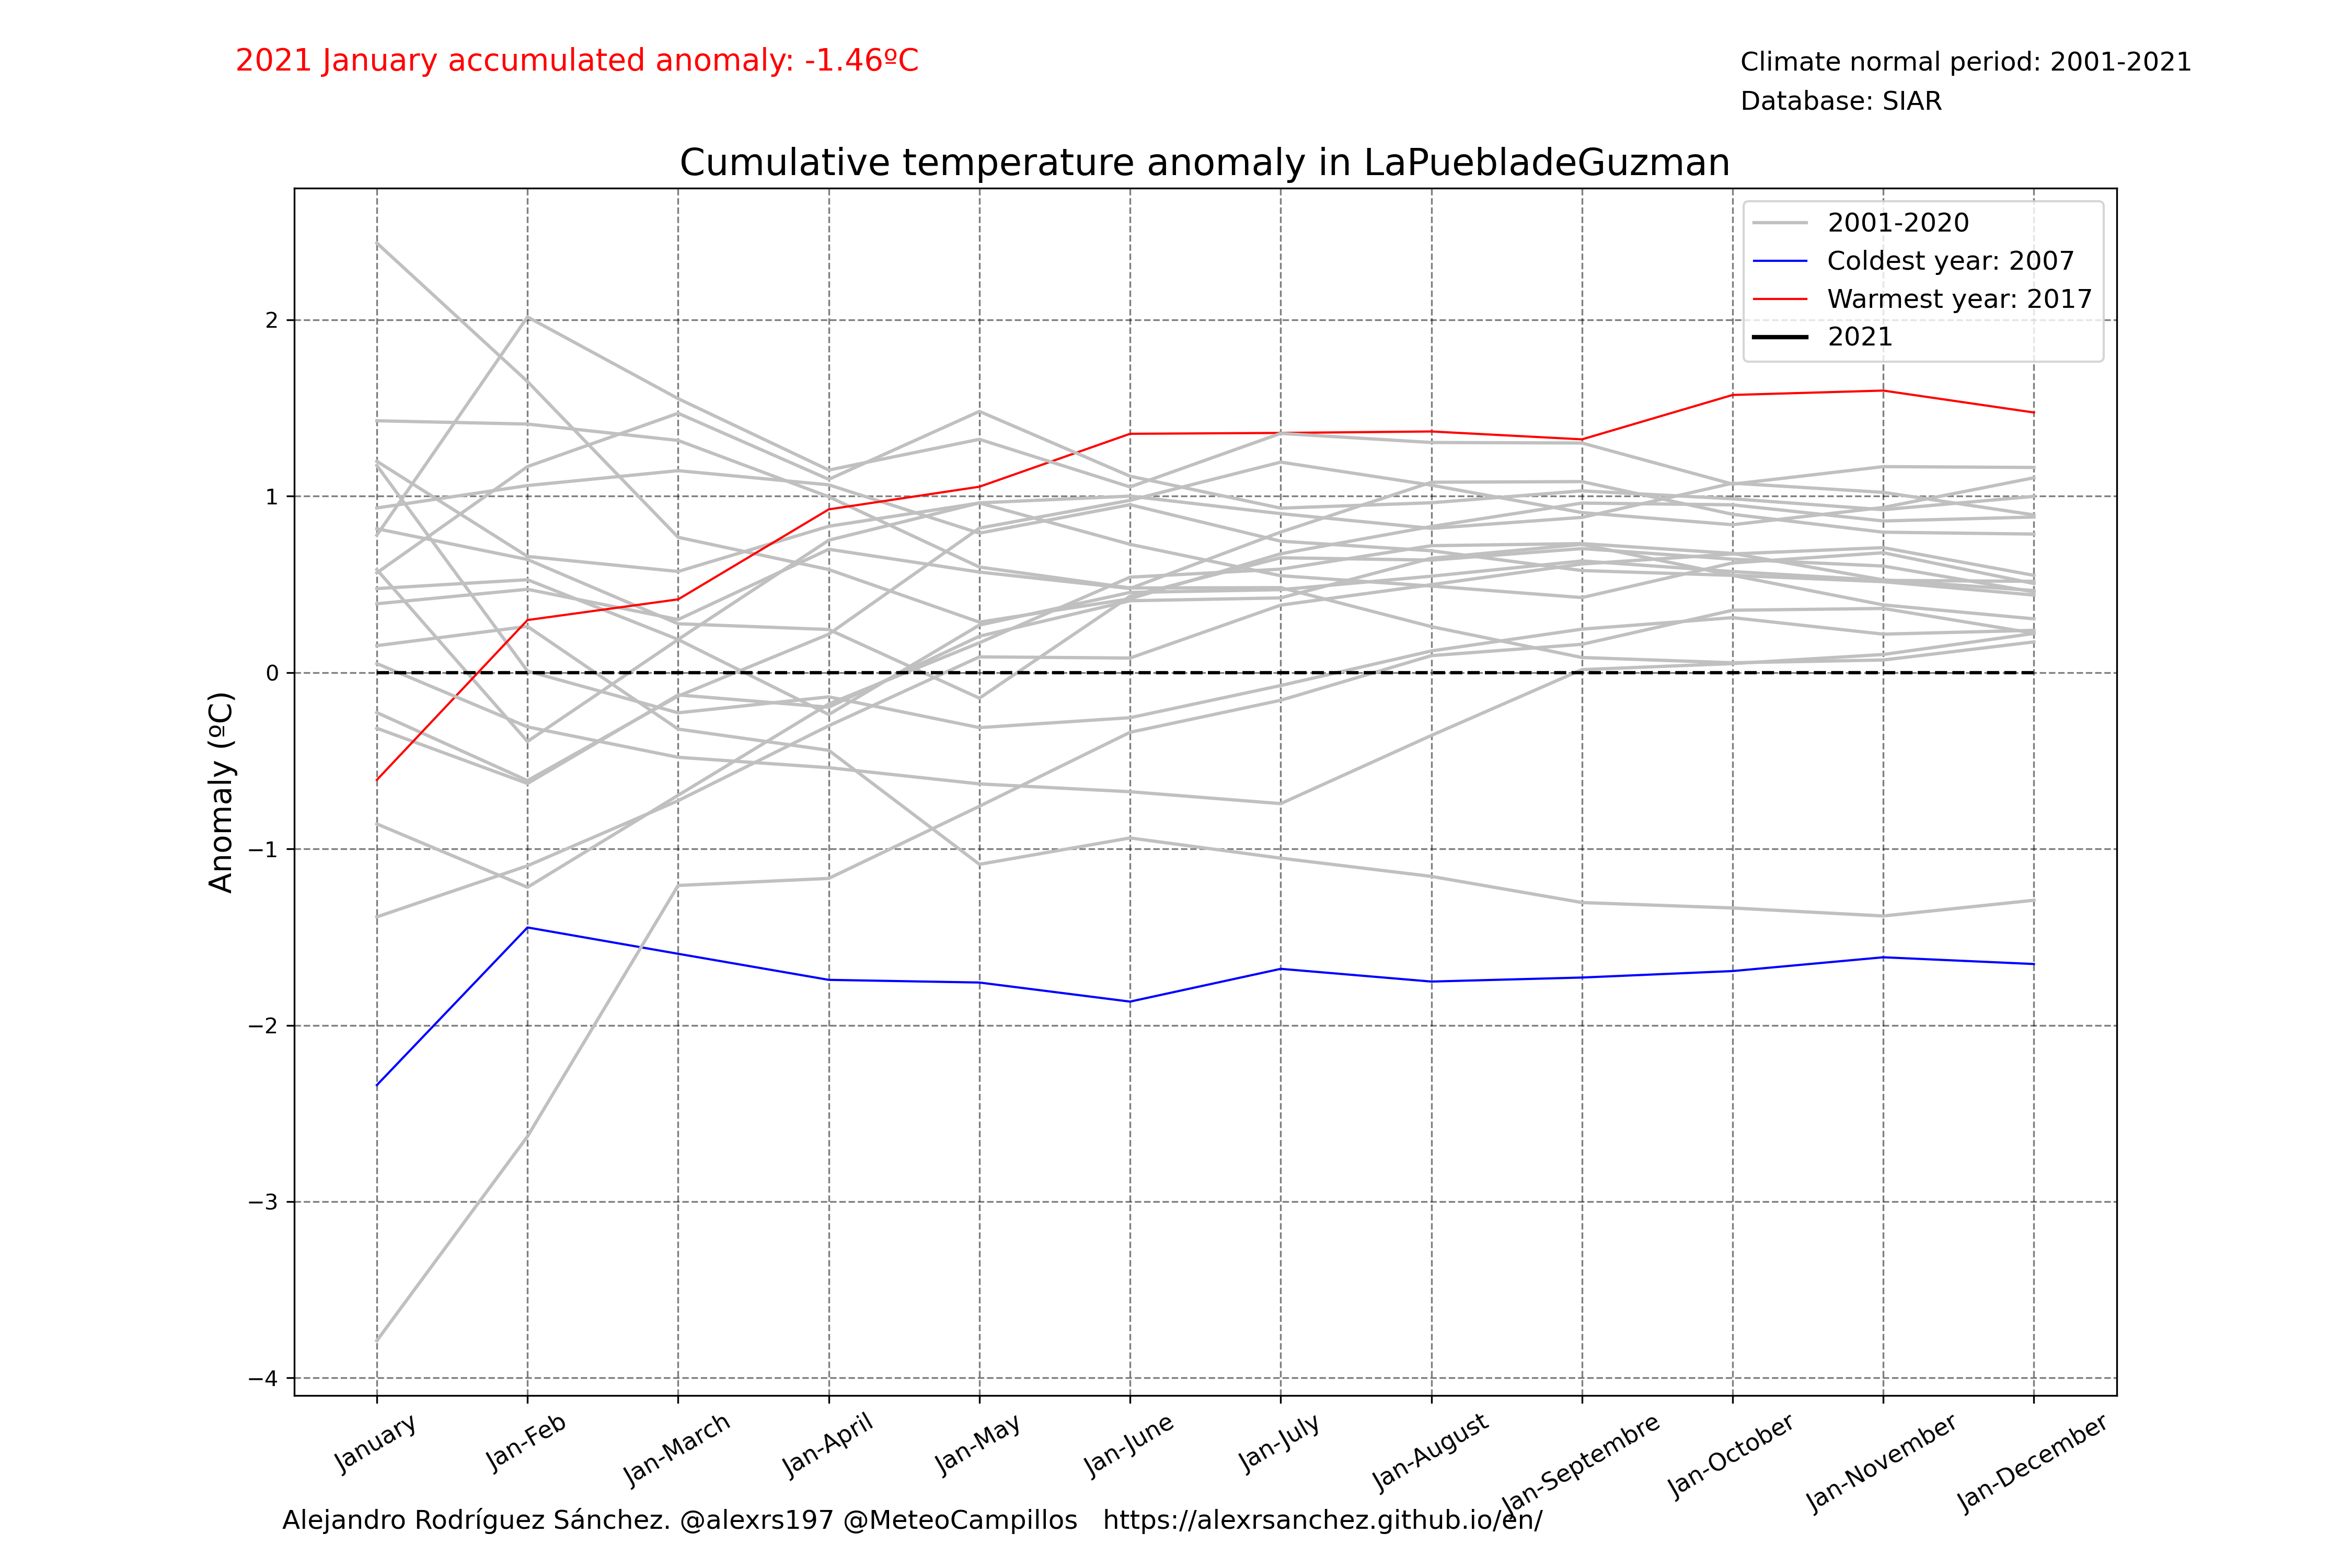 2021 January accumulated anomaly: -1.46ºC
Climate normal period: 2001-2021
Database: SIAR
Cumulative temperature anomaly in LaPuebladeGuzman
2001-2020
Coldest year: 2007
Warmest year: 2017
2021
Anomaly (ºC)
2
1
0
−1
−2
−3
−4
January
Jan-Feb
Jan-March
Jan-April
Jan-May
Jan-June
Jan-July
Jan-August
Jan-Septembre
Jan-October
Jan-November
Jan-December
Alejandro Rodríguez Sánchez. @alexrs197 @MeteoCampillos   https://alexrsanchez.github.io/en/